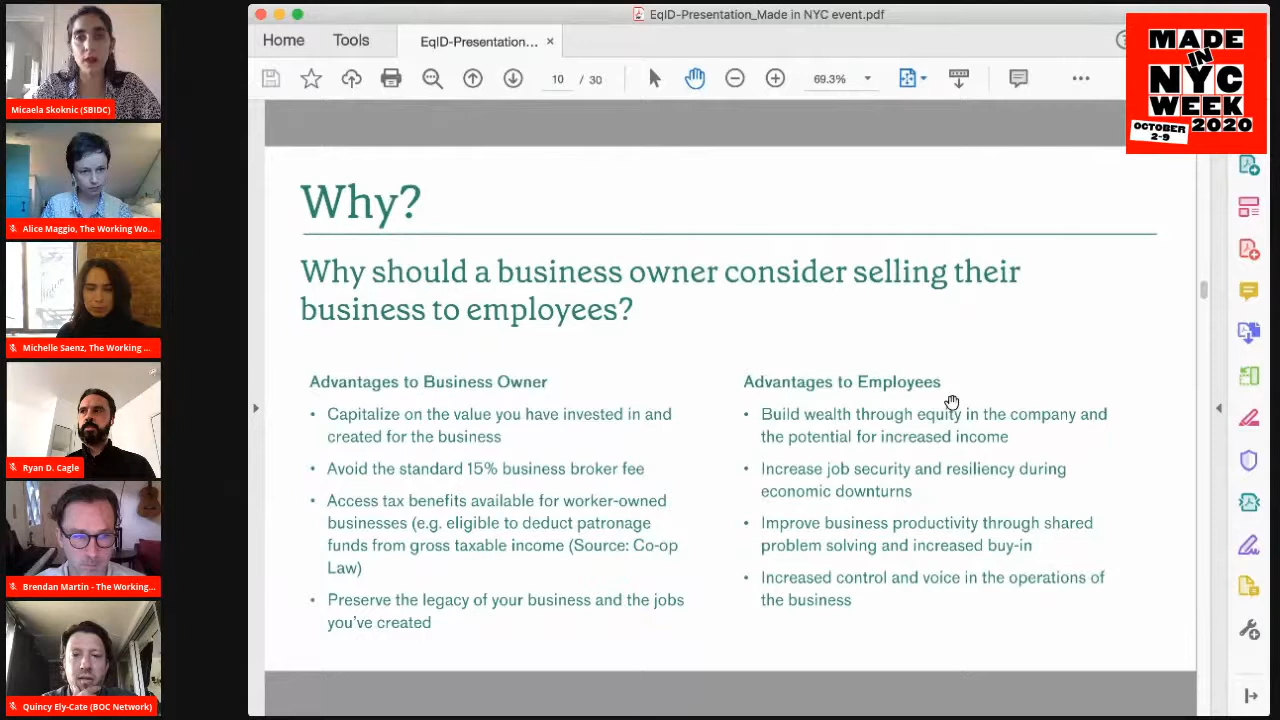 Micaela Skoknic (SBIDC)
Alice Maggio, The Working Wo...
Michelle Saenz, The Working ...
Ryan D. Cagle
Brendan Martin - The Working...
Quincy Ely-Cate (BOC Network)
EqID-Presentation_Made in NYC event.pdf
Home
Tools
EqID-Presentation...
10 / 30
69.3%
MADE
IN
NYC
WEEK
OCTOBER
2-9
2020
Why?
Why should a business owner consider selling their
business to employees?
Advantages to Business Owner
• Capitalize on the value you have invested in and
created for the business
• Avoid the standard 15% business broker fee
• Access tax benefits available for worker-owned
businesses (e.g. eligible to deduct patronage
funds from gross taxable income (Source: Co-op
Law)
• Preserve the legacy of your business and the jobs
you've created
Advantages to Employees
• Build wealth through equity in the company and
the potential for increased income
• Increase job security and resiliency during
economic downturns
• Improve business productivity through shared
problem solving and increased buy-in
• Increased control and voice in the operations of
the business